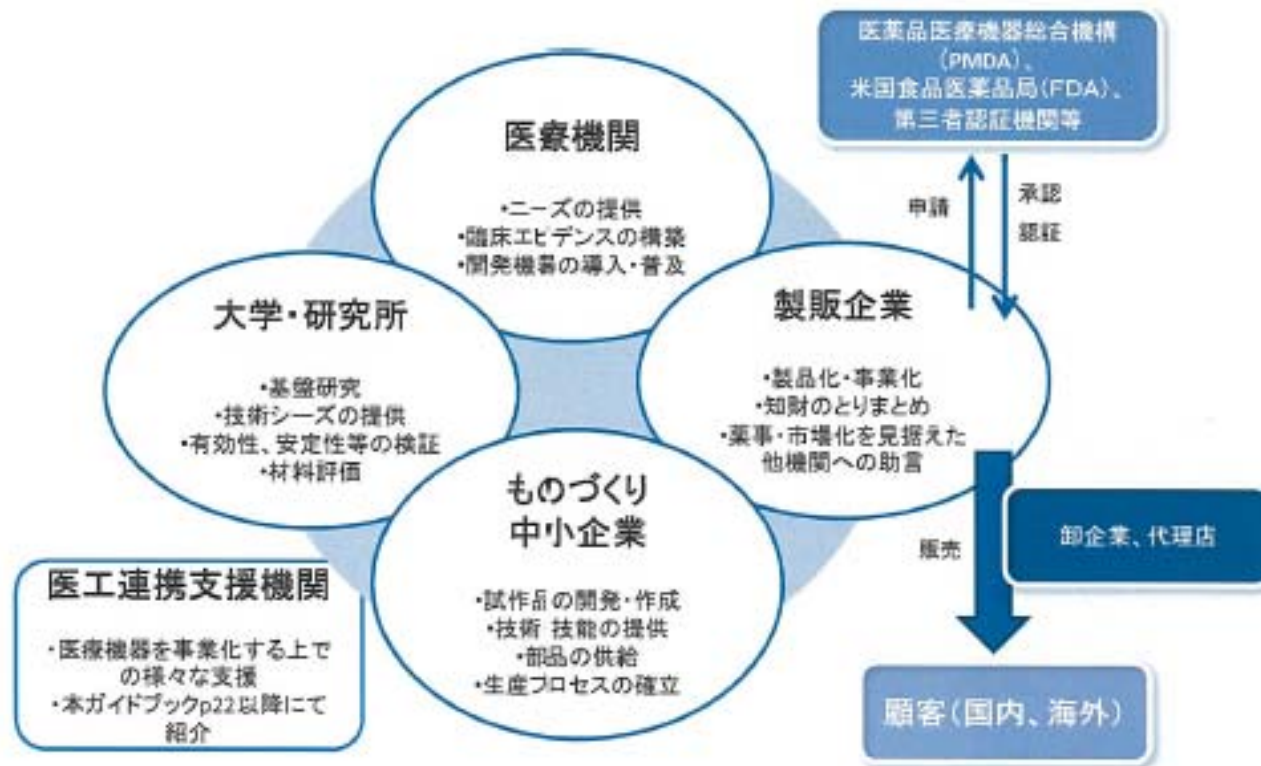 医薬品医療機器総合機構
(PMDA)、
米国食品医薬品局(FDA)、
第三者認証機関等
申請
承認
認証
医療機関
・ニーズの提供
・臨床エビデンスの構築
・開発機器の導入・普及
大学・研究所
・基盤研究
・技術シーズの提供
・有効性、安定性等の検証
・材料評価
製販企業
・製品化・事業化
・知財のとりまとめ
・薬事・市場化を見据えた
他機関への助言
ものづくり
中小企業
・試作品の開発・作成
・技術 技能の提供
・部品の供給
・生産プロセスの確立
医工連携支援機関
・医療機器を事業化する上で
の様々な支援
・本ガイドブックp22以降にて
紹介
販売
卸企業、代理店
顧客(国内、海外)